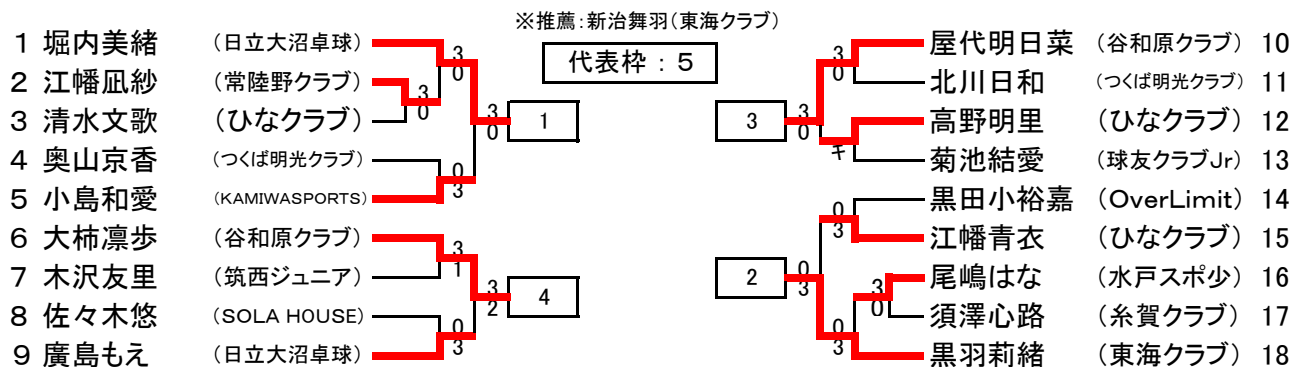 ※推薦：新治舞羽（東海クラブ）
代表枠 ： 5
1 堀内美緒 （日立大沼卓球）
2 江幡凪紗 （常陸野クラブ）
3 清水文歌 （ひなクラブ）
4 奥山京香 （つくば明光クラブ）
5 小島和愛 （KAMIWASPORTS）
6 大柿凛歩 （谷和原クラブ）
7 木沢友里 （筑西ジュニア）
8 佐々木悠 （SOLA HOUSE）
9 廣島もえ （日立大沼卓球）
3 0
3 0
0 3
3 0
3 1
0 3
3 2
1
4
屋代明日菜 （谷和原クラブ） 10
北川日和 （つくば明光クラブ） 11
高野明里 （ひなクラブ） 12
菊池結愛 （球友クラブJr） 13
黒田小裕嘉 （OverLimit） 14
江幡青衣 （ひなクラブ） 15
尾嶋はな （水戸スポ少） 16
須澤心路 （糸賀クラブ） 17
黒羽莉緒 （東海クラブ） 18
3 0
キ
3 0
0 3
3 0
0 3
0 3
3
2